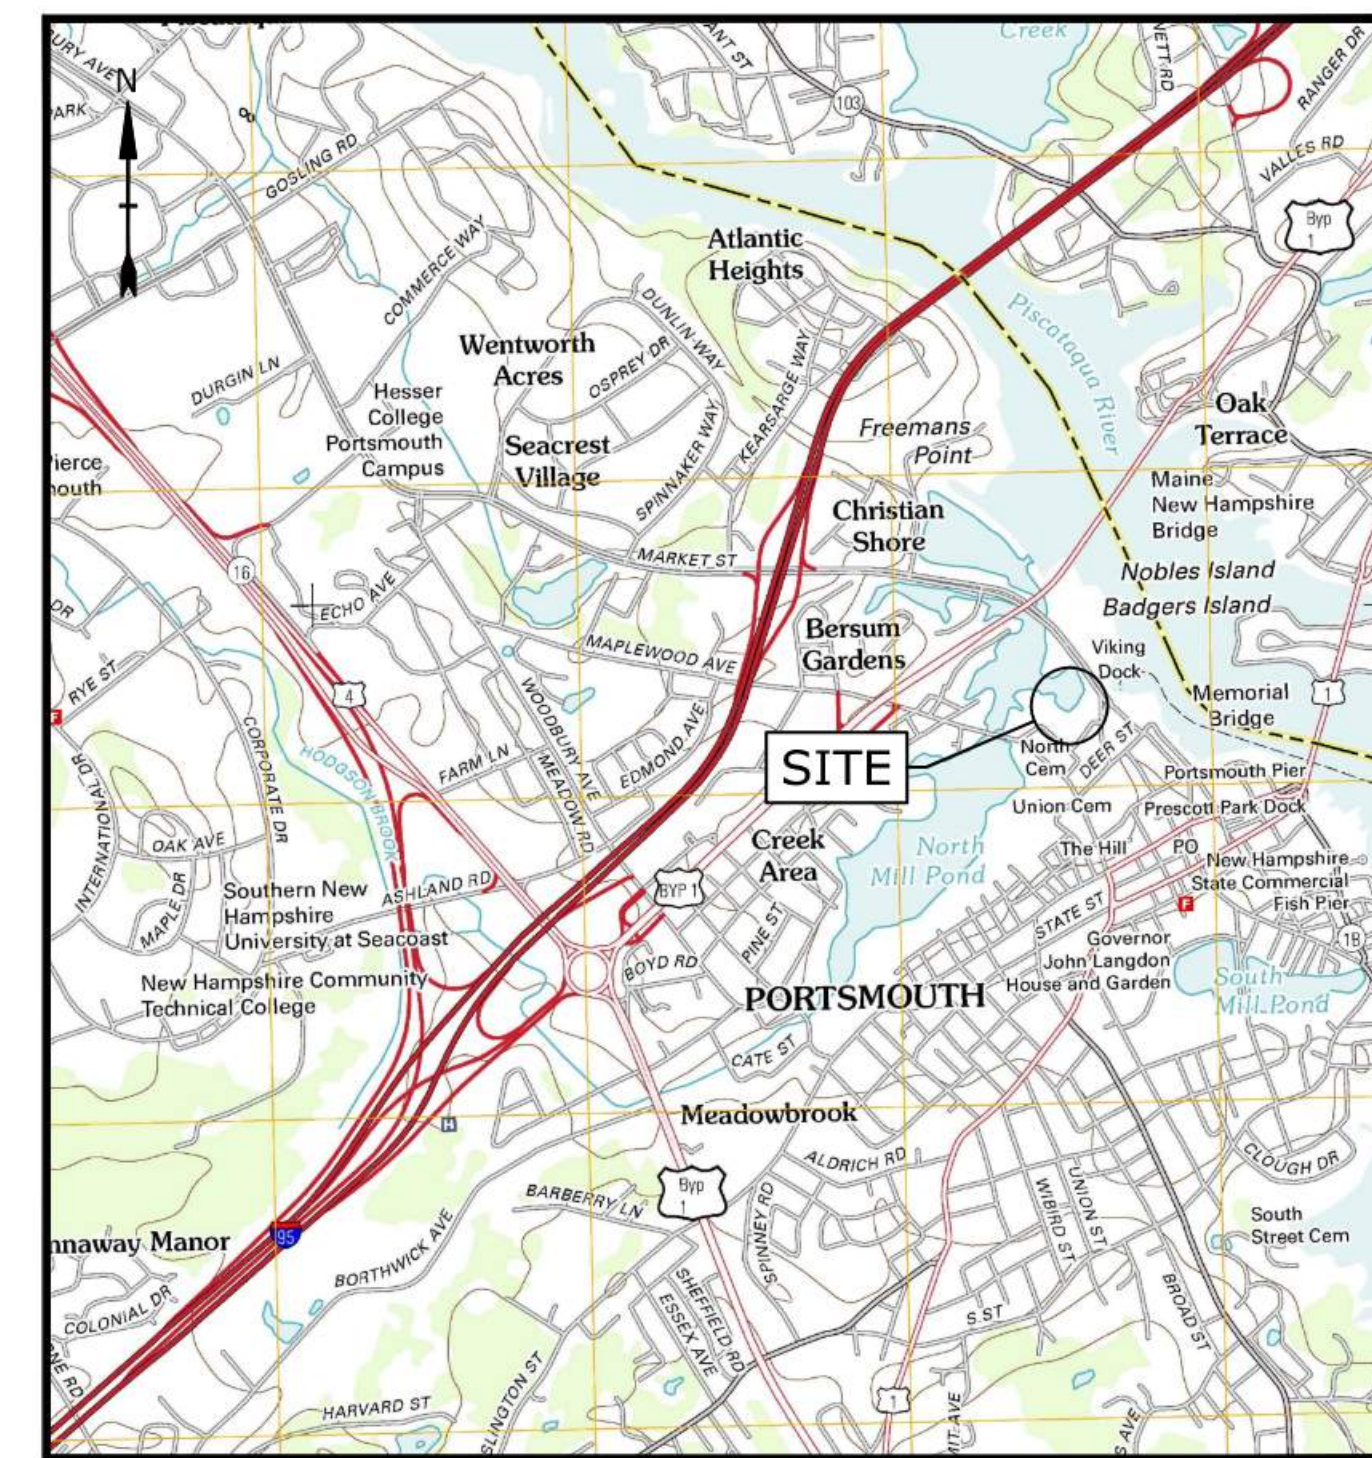 Creek
N
103
RANGER DR
GOSLING RD
VALLES RD
Byp
1
COMMERCE WAY
Atlantic
Heights
DUNLIN WAY
Piscataqua River
Wentworth
Acres
OSPREY DR
KEARSARGE WAY
DURGIN LN
Hesser
College
Portsmouth
Campus
Oak
Terrace
Freemans
Point
Seacrest
Village
SPINNAKER WAY
Maine
New Hampshire
Bridge
Christian
Shore
MARKET ST
16
Nobles Island
Badgers Island
ECHO AVE
DR
Bersum
Gardens
MAPLEWOOD AVE
Viking
Dock
RYE ST
4
1
Memorial
Bridge
WOODBURY AVE
EDMOND AVE
CORPORATE DR
HODGSON BROOK
FARM LN
MEADOW RD
SITE
North
Cem
DEER ST
Portsmouth Pier
INTERNATIONAL DR
F
Union Cem
Prescott Park Dock
OAK AVE
Creek
Area
North
Mill Pond
The Hill
PO
New Hampshire
State Commercial
Fish Pier
MAPLE DR
Southern New
Hampshire
University at Seacoast
ASHLAND RD
BYP 1
PINE ST
STATE ST
F
1B
BOYD RD
Governor
John Langdon
House and Garden
New Hampshire Community
Technical College
PORTSMOUTH
South
Mill Pond
CATE ST
Meadowbrook
H
ALDRICH RD
CLOUGH DR
Byp
1
BARBERRY LN
SPINNEY RD
WIBIRD ST
UNION ST
South
Street Cem
nnaway Manor
95
BORTHWICK AVE
COLONIAL DR
SHEFFIELD RD
ESSEX AVE
S ST
BROAD ST
HARVARD ST
SLINGTON ST
1